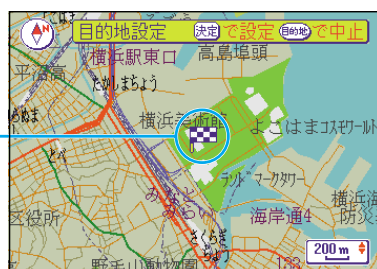 目的地設定 決定で設定 目的地で中止
N
横浜駅東口
高島埠頭
平沼高
たかしまちょう
横浜美術館
よこはまコスモワールド
とべ
みなとみらい
ランドマークタワー
区役所
海岸通4
さくらぎちょう
野毛山動物園
200m